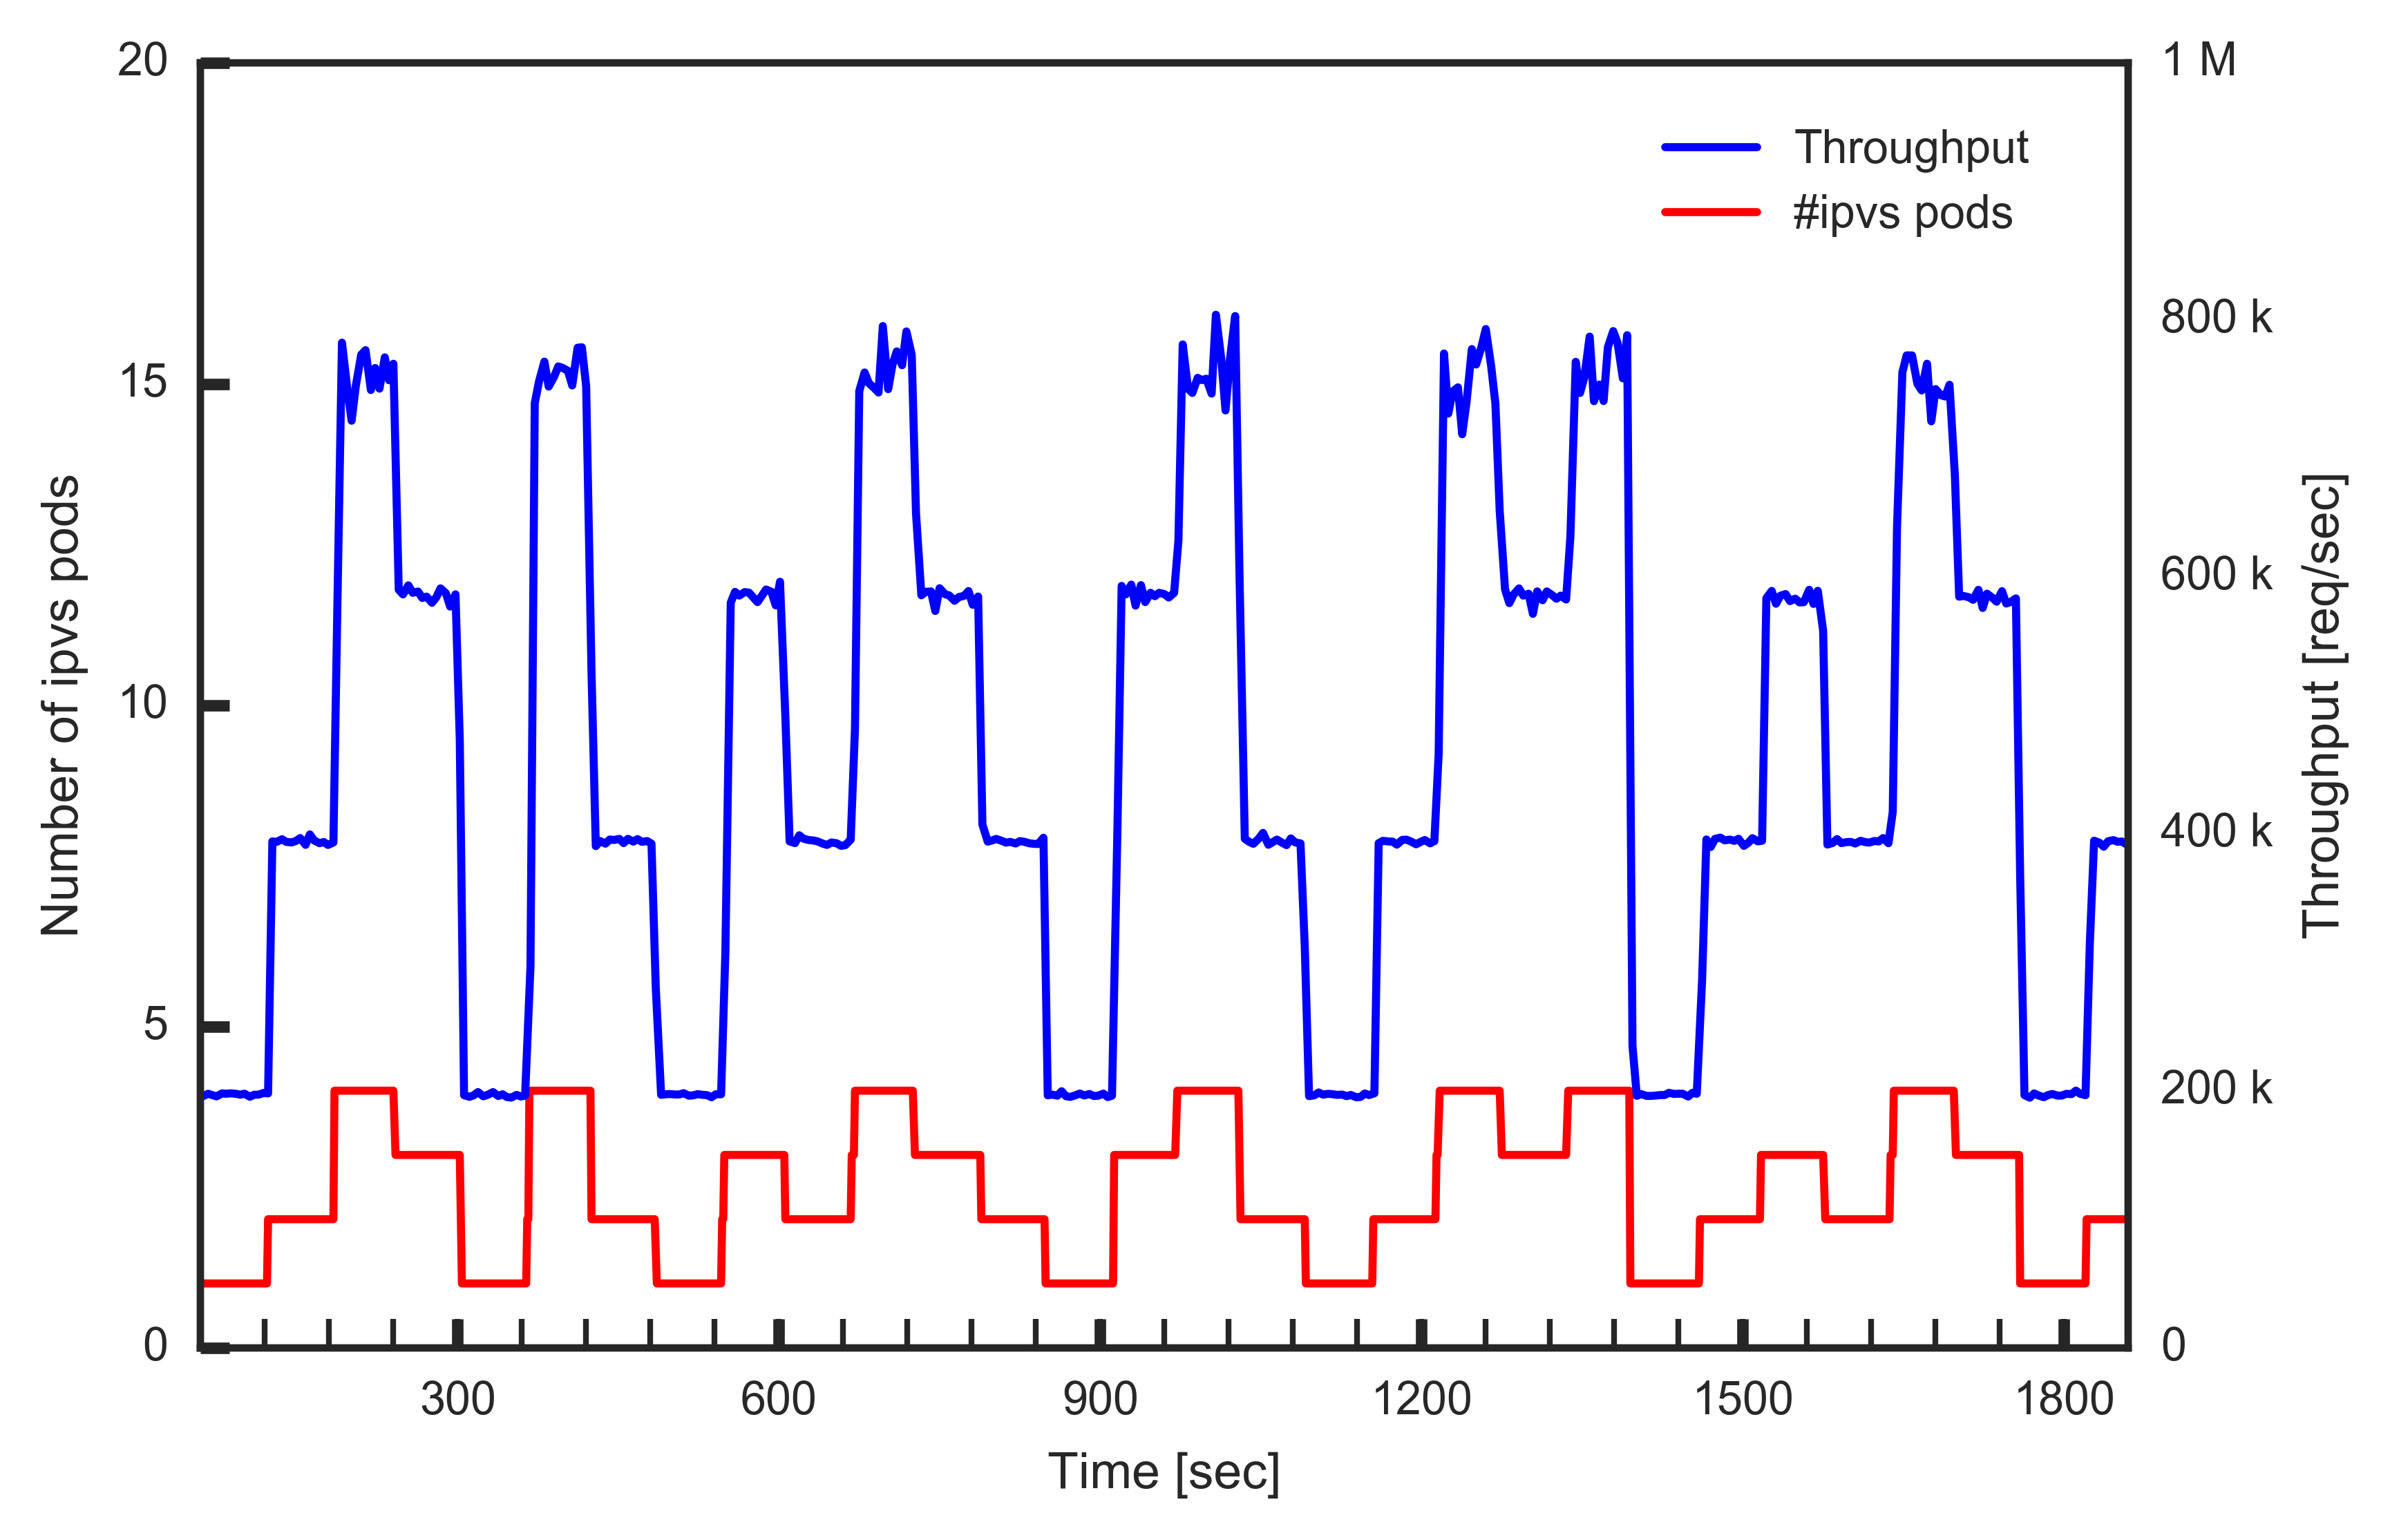 20
15
10
5
0
Number of ipvs pods
Throughput
#ipvs pods
1 M
800 k
600 k
400 k
200 k
0
Throughput [req/sec]
300 600 900 1200 1500 1800
Time [sec]